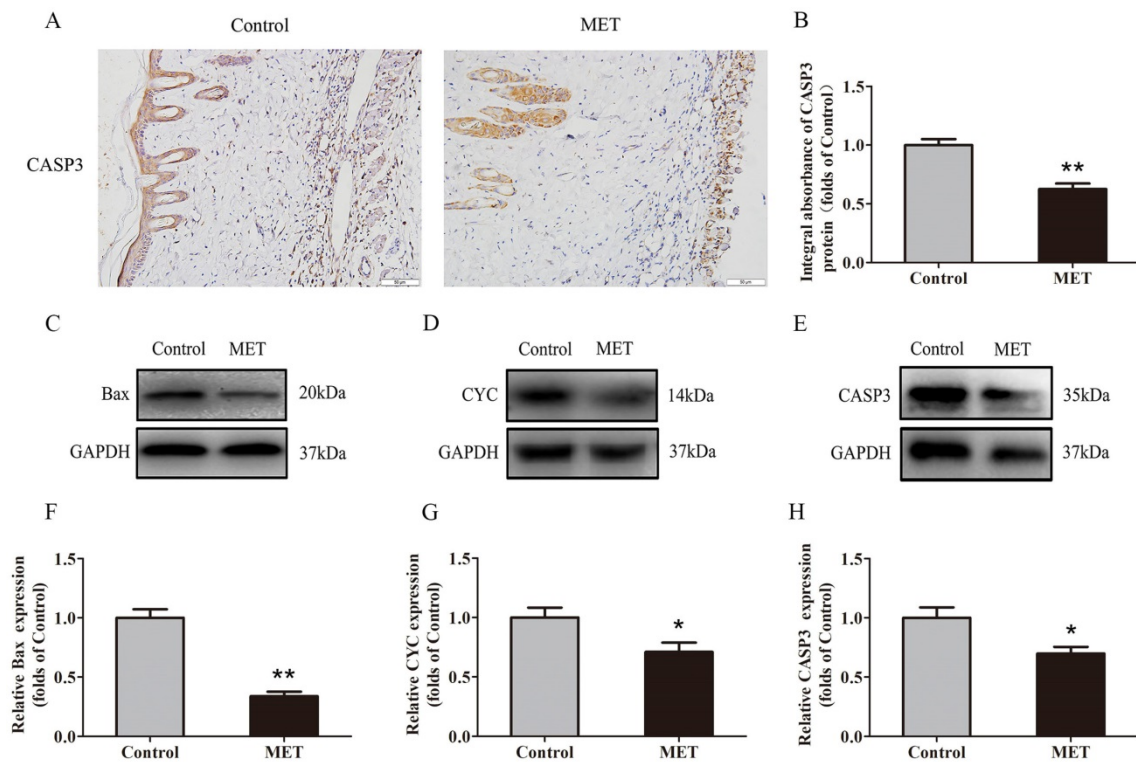 A
Control
MET
CASP3
50 μm
50 μm
B
Integral absorbance of CASP3
protein（folds of Control）
1.5
1.0
0.5
0.0
**
Control
MET
C
Control
MET
Bax
20kDa
GAPDH
37kDa
D
Control
MET
CYC
14kDa
GAPDH
37kDa
E
Control
MET
CASP3
35kDa
GAPDH
37kDa
F
Relative Bax expression
(folds of Control)
1.5
1.0
0.5
0.0
**
Control
MET
G
Relative CYC expression
(folds of Control)
1.5
1.0
0.5
0.0
*
Control
MET
H
Relative CASP3 expression
(folds of Control)
1.5
1.0
0.5
0.0
*
Control
MET